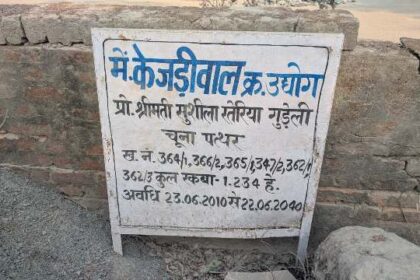 में. केजड़ीवाल क्र. उद्योग
प्रो. श्रीमती सुशीला स्तेरिया गुड़ेली
चूना पत्थर
ख. नं. 364/1, 366/2, 365/1, 347/2, 362/1
362/3 कुल रकबा- 1.234 हे.
अवधि 23.06.2010 से 22.06.2040